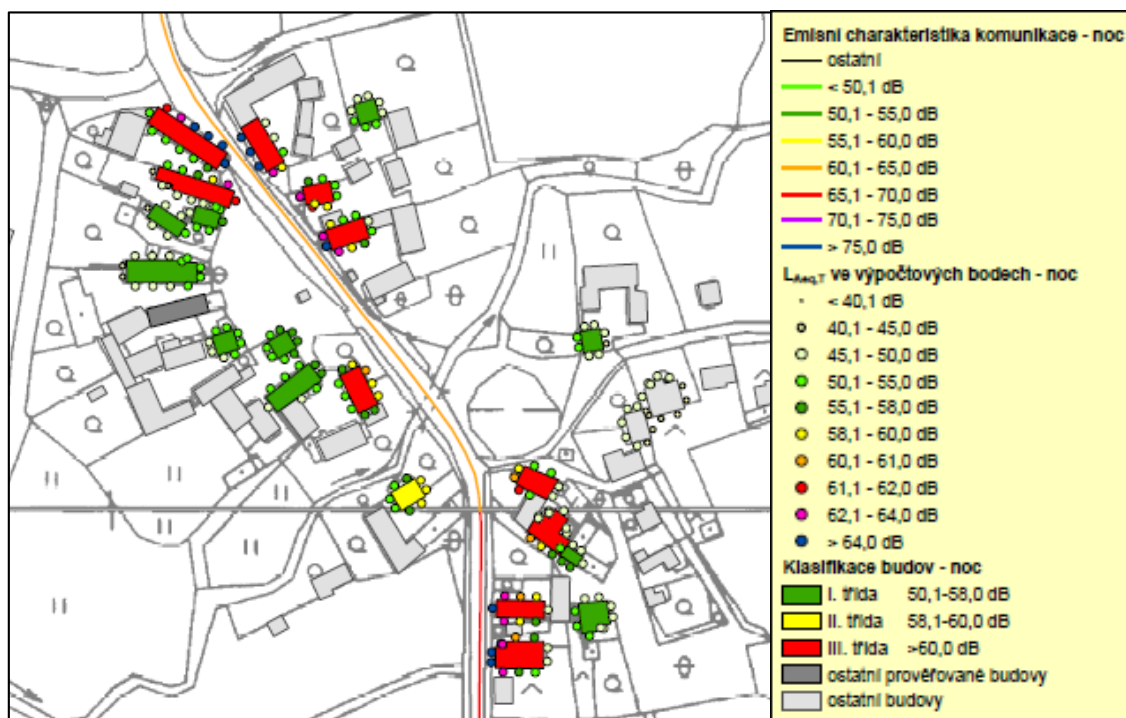 Emisní charakteristika komunikace - noc
ostatní
< 50,1 dB
50,1 - 55,0 dB
55,1 - 60,0 dB
60,1 - 65,0 dB
65,1 - 70,0 dB
70,1 - 75,0 dB
> 75,0 dB
LAeq,T ve výpočtových bodech - noc
< 40,1 dB
40,1 - 45,0 dB
45,1 - 50,0 dB
50,1 - 55,0 dB
55,1 - 58,0 dB
58,1 - 60,0 dB
60,1 - 61,0 dB
61,1 - 62,0 dB
62,1 - 64,0 dB
> 64,0 dB
Klasifikace budov - noc
I. třída 50,1-58,0 dB
II. třída 58,1-60,0 dB
III. třída >60,0 dB
ostatní prověřované budovy
ostatní budovy